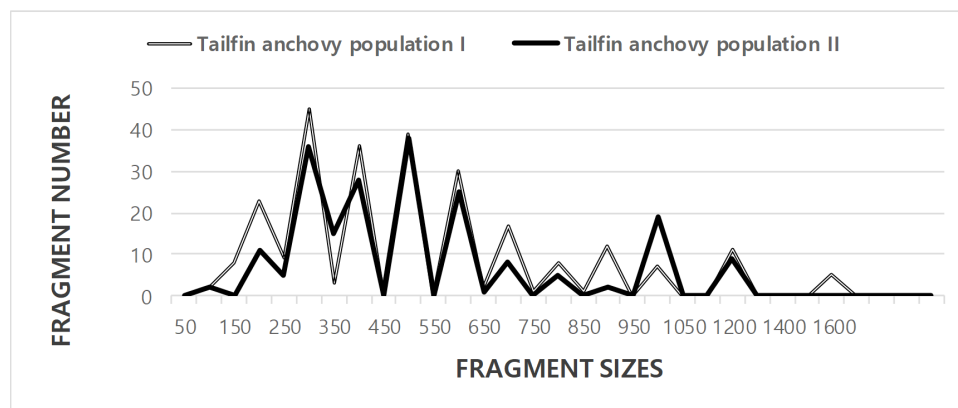 Tailfin anchovy population I
Tailfin anchovy population II
FRAGMENT NUMBER
50
40
30
20
10
0
50 150 250 350 450 550 650 750 850 950 1050 1200 1400 1600
FRAGMENT SIZES